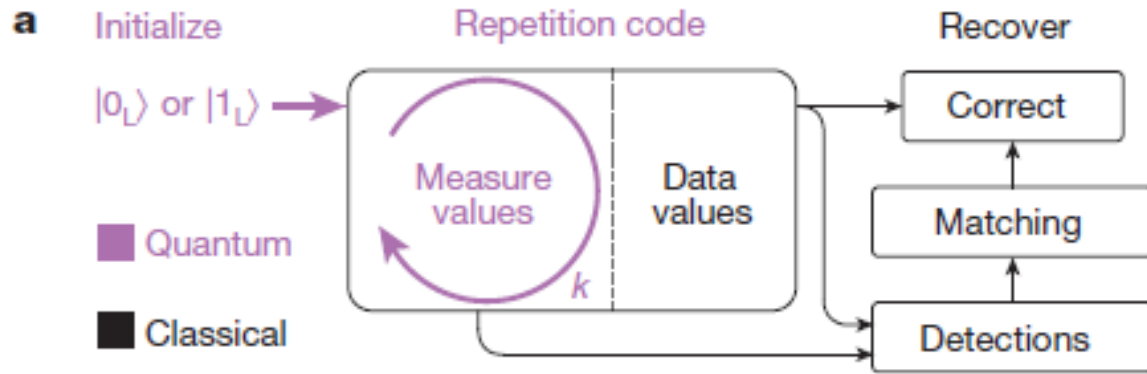 a
Initialize
Repetition code
Recover
|0L⟩ or |1L⟩
Measure
values
k
Data
values
Correct
Matching
Detections
Quantum
Classical